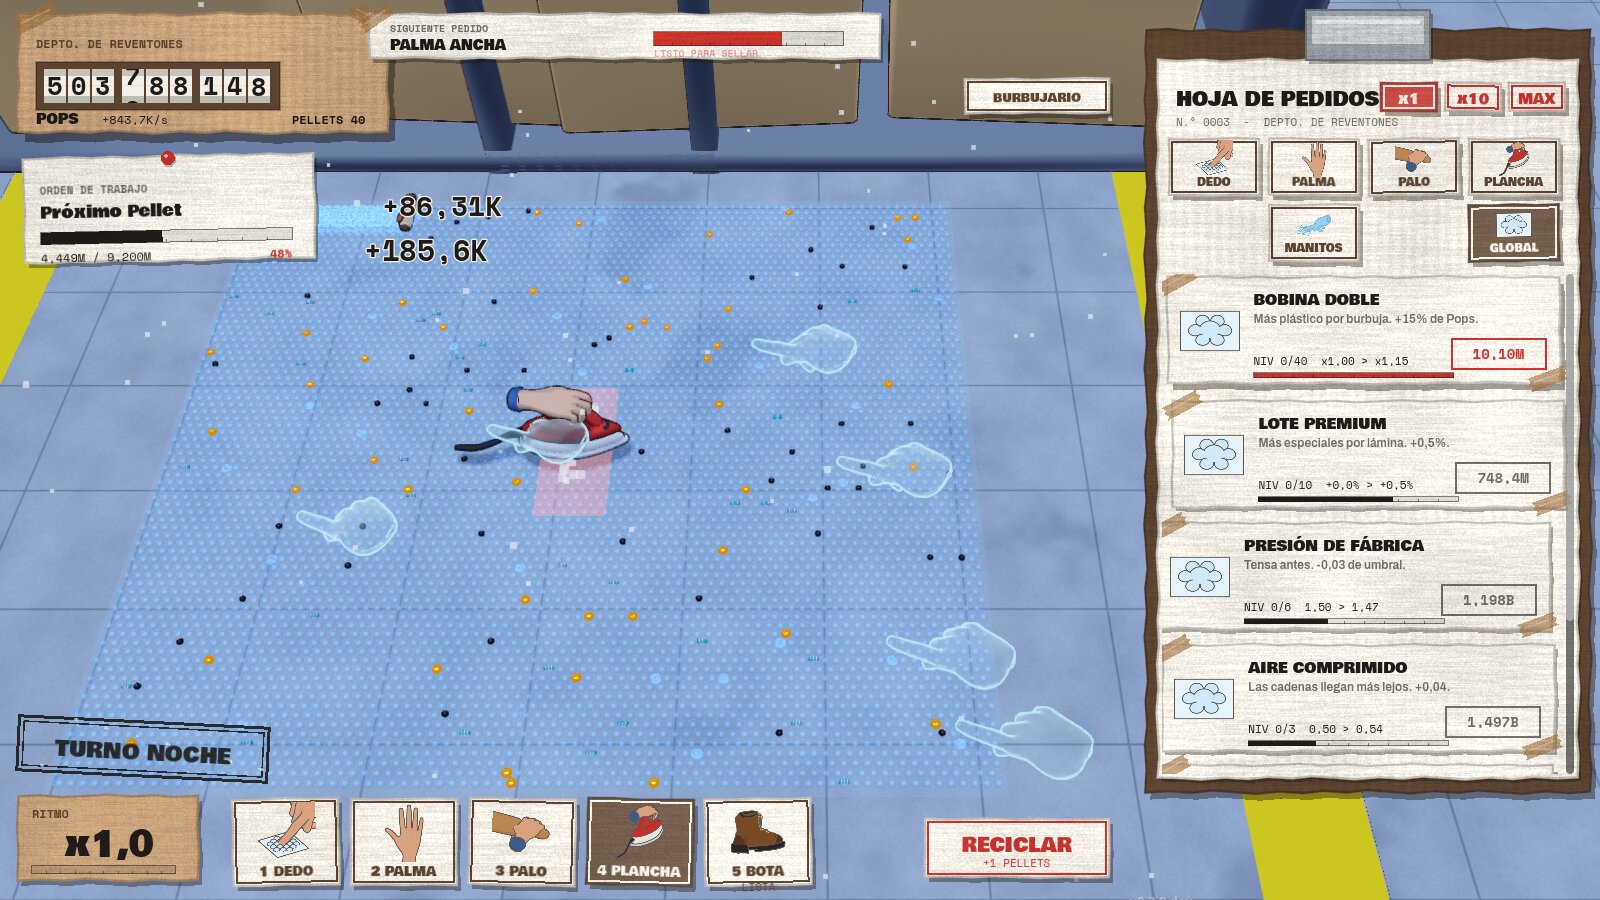 DEPTO. DE REVENTONES
503 788 148
POPS +843,7K/s PELLETS 40
SIGUIENTE PEDIDO
PALMA ANCHA
LISTO PARA SELLAR
BURBUJARIO
ORDEN DE TRABAJO
Próximo Pellet
4,449M / 9,200M 48%
+86,31K
+185,6K
HOJA DE PEDIDOS x1 x10 MAX
N.° 0003 - DEPTO. DE REVENTONES
DEDO PALMA PALO PLANCHA
MANITOS GLOBAL
BOBINA DOBLE
Más plástico por burbuja. +15% de Pops.
NIV 0/40 x1,00 > x1,15 10,10M
LOTE PREMIUM
Más especiales por lámina. +0,5%.
NIV 0/10 +0,0% > +0,5% 748,4M
PRESIÓN DE FÁBRICA
Tensa antes. -0,03 de umbral.
NIV 0/6 1,50 > 1,47 1,198B
AIRE COMPRIMIDO
Las cadenas llegan más lejos. +0,04.
NIV 0/3 0,50 > 0,54 1,497B
TURNO NOCHE
RITMO
x1,0
1 DEDO 2 PALMA 3 PALO 4 PLANCHA 5 BOTA
LISTA
RECICLAR
+1 PELLETS